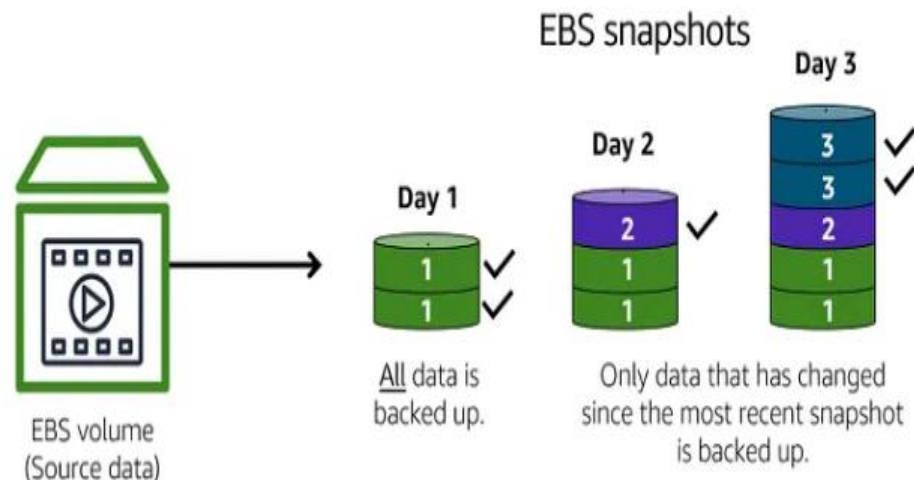 EBS snapshots
Day 1
Day 2
Day 3
1
1
2
1
1
3
3
2
1
1
EBS volume
(Source data)
All data is
backed up.
Only data that has changed
since the most recent snapshot
is backed up.